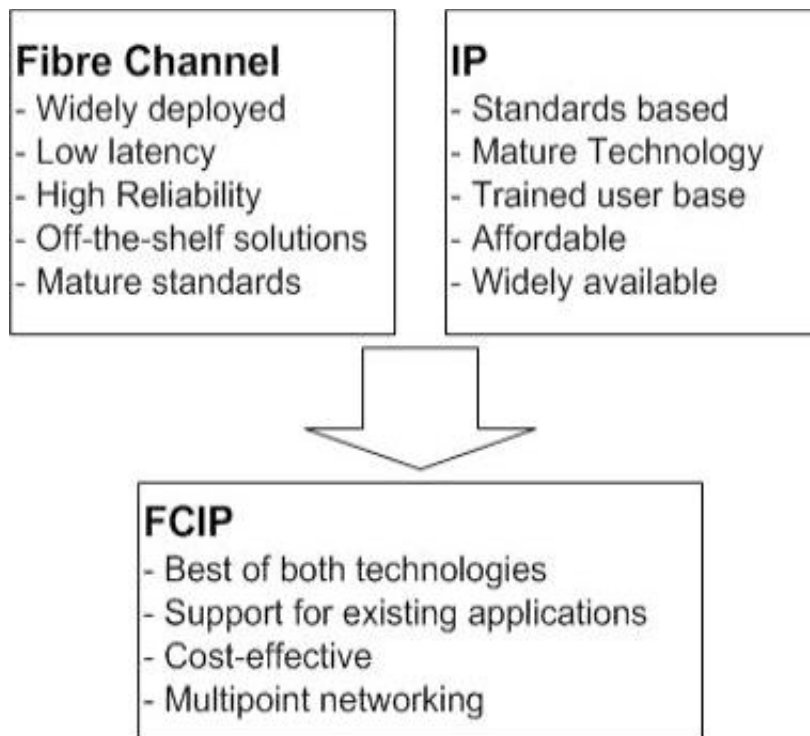 Fibre Channel
- Widely deployed
- Low latency
- High Reliability
- Off-the-shelf solutions
- Mature standards
IP
- Standards based
- Mature Technology
- Trained user base
- Affordable
- Widely available
FCIP
- Best of both technologies
- Support for existing applications
- Cost-effective
- Multipoint networking